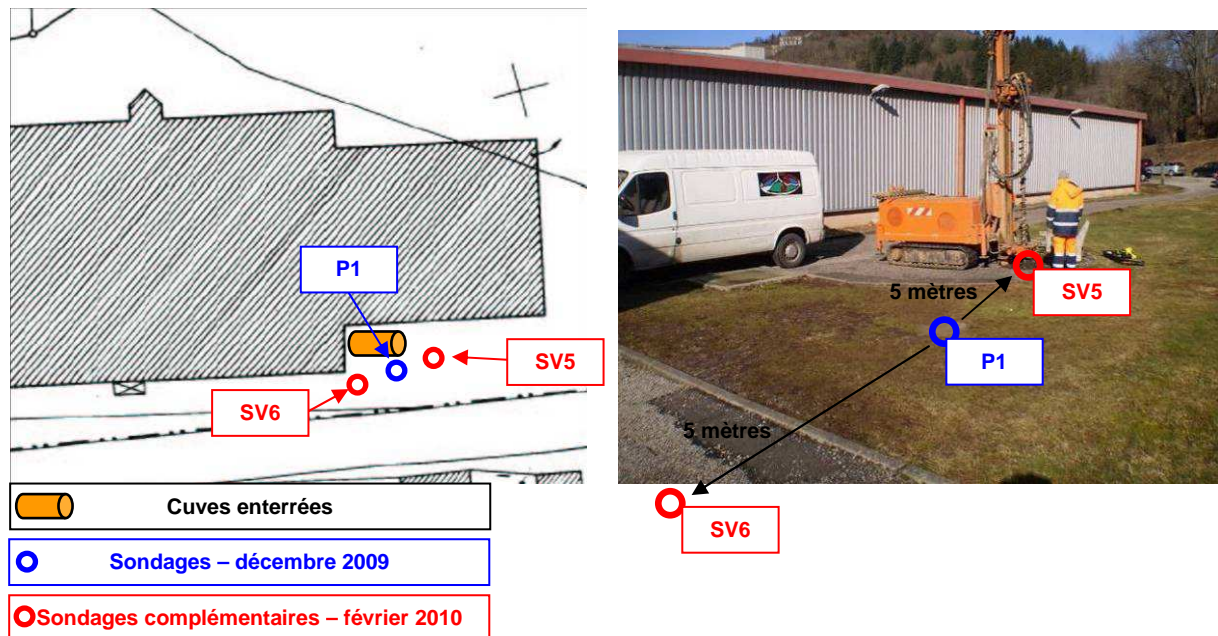 P1
SV5
SV6
Cuves enterrées
Sondages – décembre 2009
Sondages complémentaires – février 2010
5 mètres
SV5
P1
5 mètres
SV6